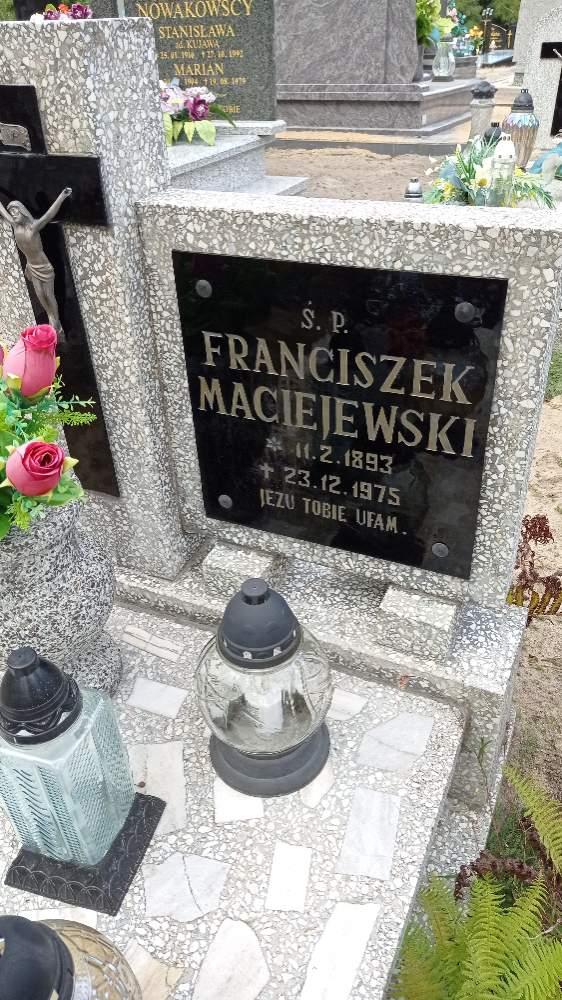 NOWAKOWSCY
STANISŁAWA
MARIAN
Ś. P.
FRANCISZEK
MACIEJEWSKI
* 11. 2. 1893
✝ 23. 12. 1975
JEZU TOBIE UFAM.